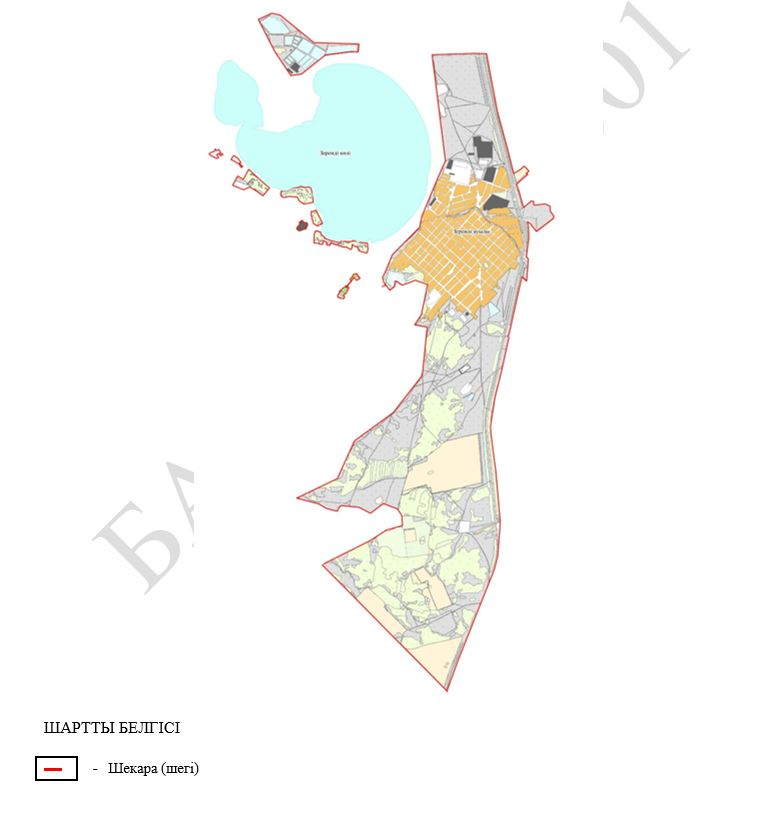 Зеренді көлі
Зеренді ауылы
ШАРТТЫ БЕЛГІСІ
- Шекара (шегі)